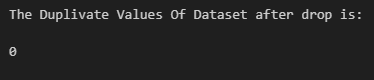 The Duplivate Values Of Dataset after drop is:
0